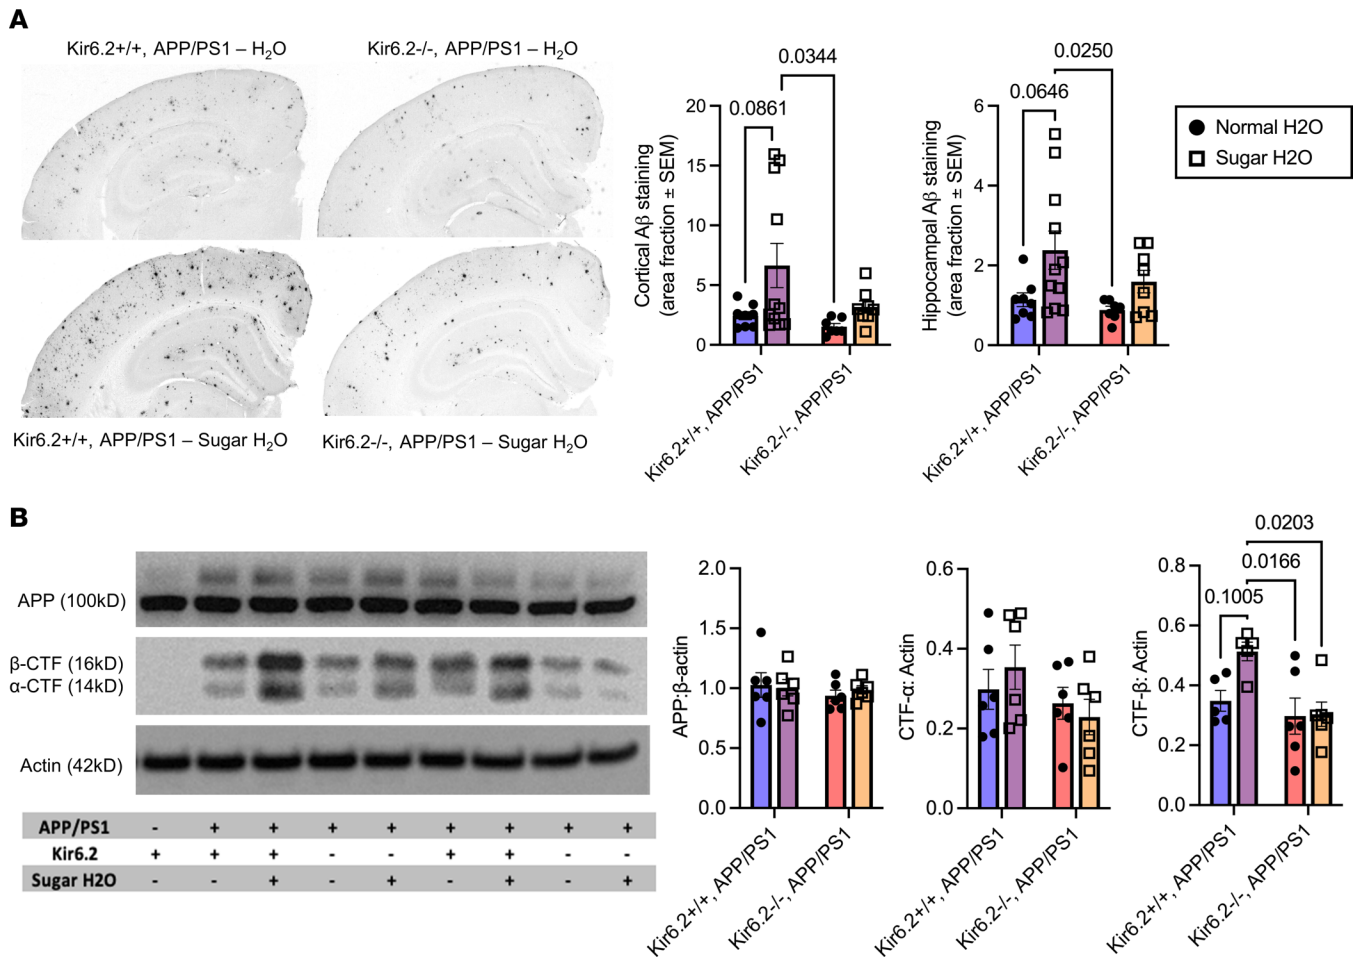 A
Kir6.2+/+, APP/PS1 – H2O
Kir6.2-/-, APP/PS1 – H2O
Kir6.2+/+, APP/PS1 – Sugar H2O
Kir6.2-/-, APP/PS1 – Sugar H2O
Cortical Aβ staining
(area fraction ± SEM)
20
15
10
5
0
0.0861
0.0344
Kir6.2+/+, APP/PS1
Kir6.2-/-, APP/PS1
Hippocampal Aβ staining
(area fraction ± SEM)
6
4
2
0
0.0646
0.0250
Kir6.2+/+, APP/PS1
Kir6.2-/-, APP/PS1
Normal H2O
Sugar H2O
B
APP (100kD)
β-CTF (16kD)
α-CTF (14kD)
Actin (42kD)
APP/PS1 - + + + + + + + +
Kir6.2 + + + - - + + - -
Sugar H2O - - + - + - + - +
APP:β-actin
2.0
1.5
1.0
0.5
0.0
Kir6.2+/+, APP/PS1
Kir6.2-/-, APP/PS1
CTF-α: Actin
0.6
0.4
0.2
0.0
Kir6.2+/+, APP/PS1
Kir6.2-/-, APP/PS1
CTF-β: Actin
0.8
0.6
0.4
0.2
0.0
0.1005
0.0166
0.0203
Kir6.2+/+, APP/PS1
Kir6.2-/-, APP/PS1